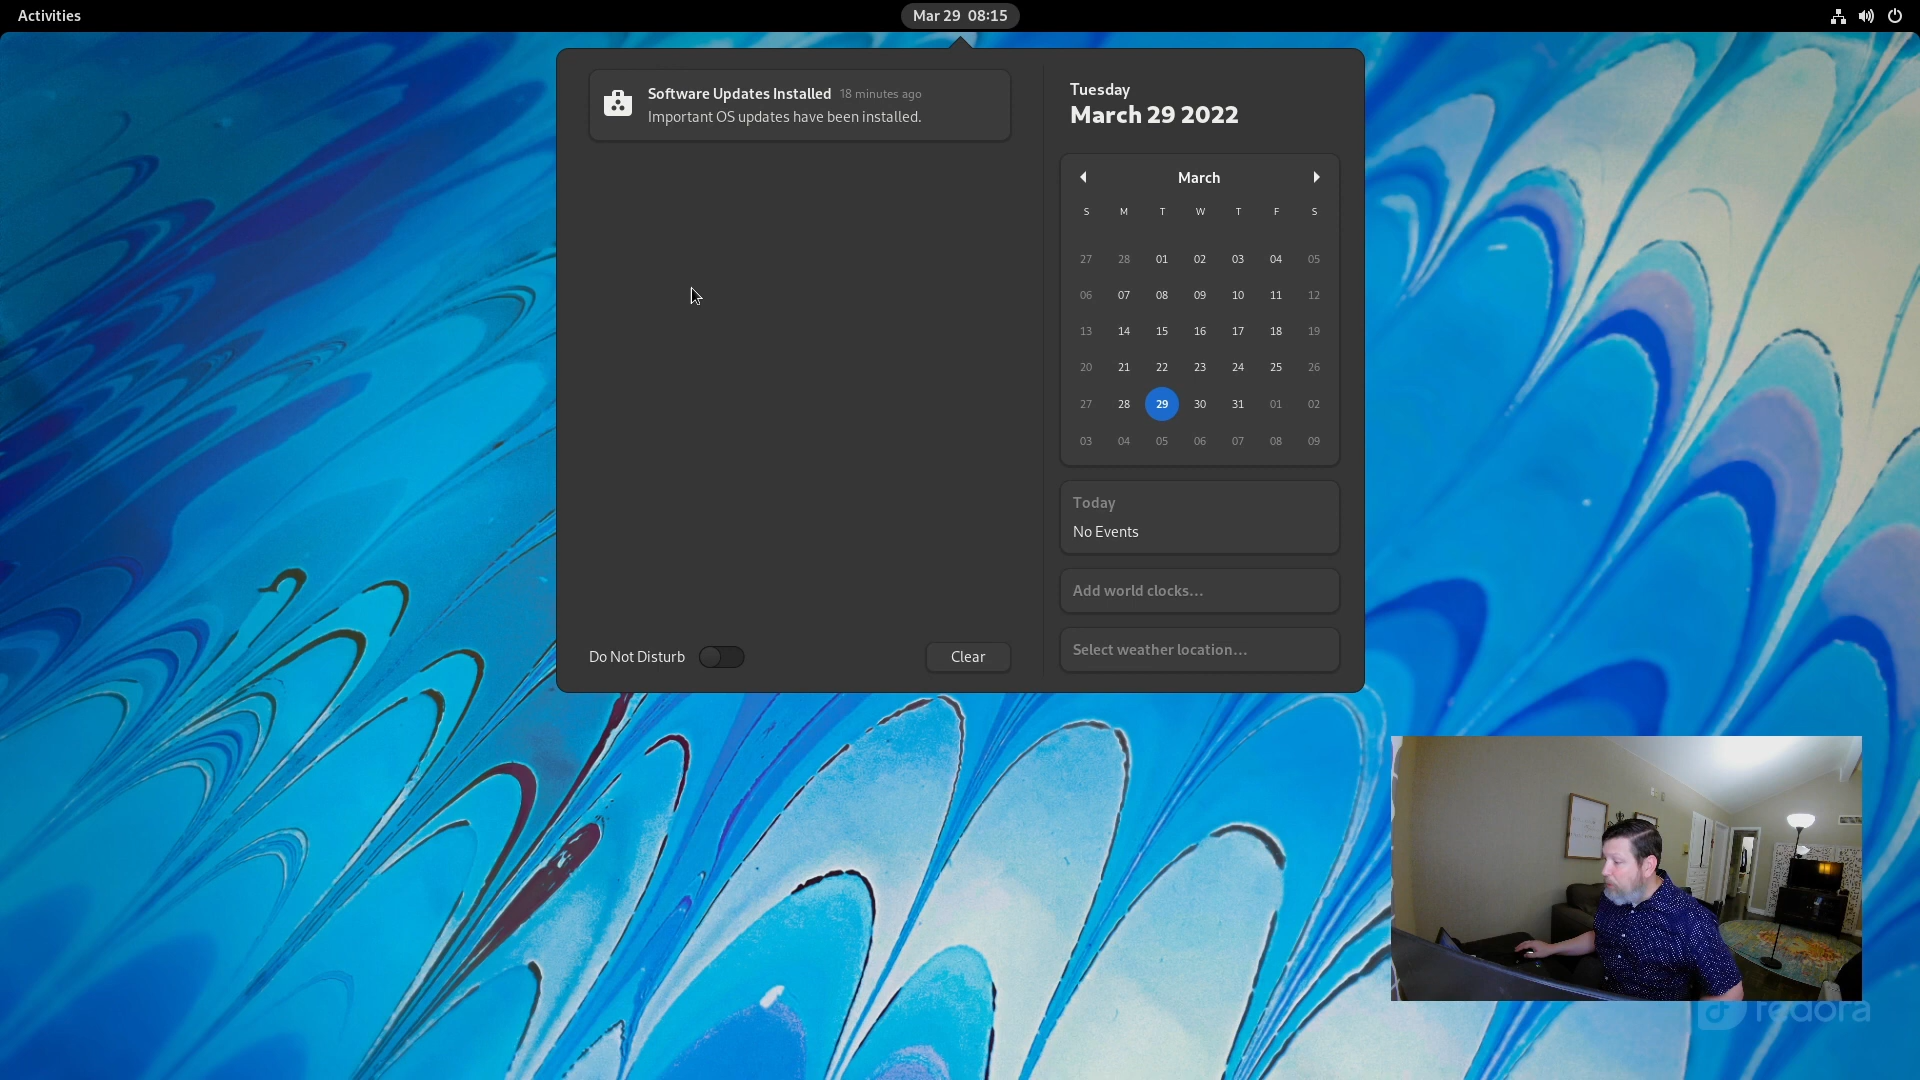 Activities
Mar 29 08:15
Software Updates Installed 18 minutes ago
Important OS updates have been installed.
Do Not Disturb
Clear
Tuesday
March 29 2022
March
S M T W T F S
27 28 01 02 03 04 05
06 07 08 09 10 11 12
13 14 15 16 17 18 19
20 21 22 23 24 25 26
27 28 29 30 31 01 02
03 04 05 06 07 08 09
Today
No Events
Add world clocks…
Select weather location…
fedora